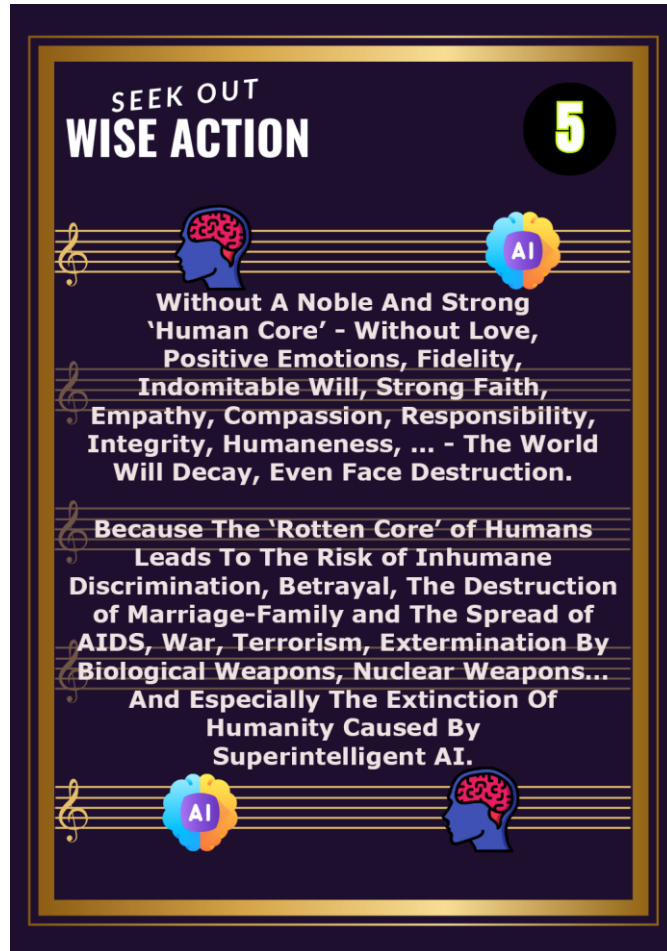 SEEK OUT
WISE ACTION
5
AI
Without A Noble And Strong
‘Human Core’ - Without Love,
Positive Emotions, Fidelity,
Indomitable Will, Strong Faith,
Empathy, Compassion, Responsibility,
Integrity, Humaneness, ... - The World
Will Decay, Even Face Destruction.
Because The ‘Rotten Core’ of Humans
Leads To The Risk of Inhumane
Discrimination, Betrayal, The Destruction
of Marriage-Family and The Spread of
AIDS, War, Terrorism, Extermination By
Biological Weapons, Nuclear Weapons...
And Especially The Extinction Of
Humanity Caused By
Superintelligent AI.
AI